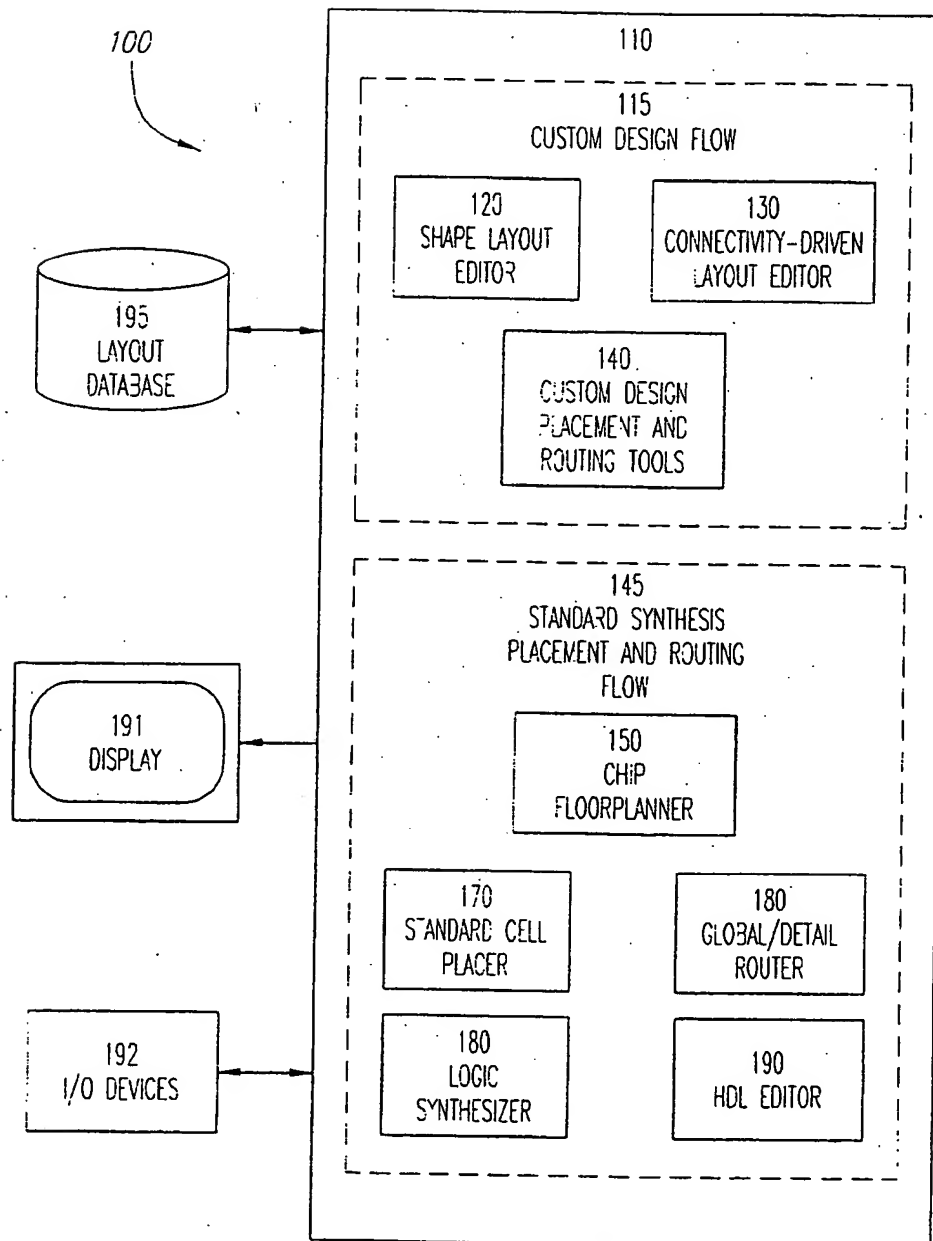 100
110
115
CUSTOM DESIGN FLOW
120
SHAPE LAYOUT
EDITOR
130
CONNECTIVITY-DRIVEN
LAYOUT EDITOR
140
CUSTOM DESIGN
PLACEMENT AND
ROUTING TOOLS
195
LAYOUT
DATABASE
145
STANDARD SYNTHESIS
PLACEMENT AND ROUTING
FLOW
150
CHIP
FLOORPLANNER
191
DISPLAY
170
STANDARD CELL
PLACER
180
GLOBAL/DETAIL
ROUTER
180
LOGIC
SYNTHESIZER
190
HDL EDITOR
192
I/O DEVICES